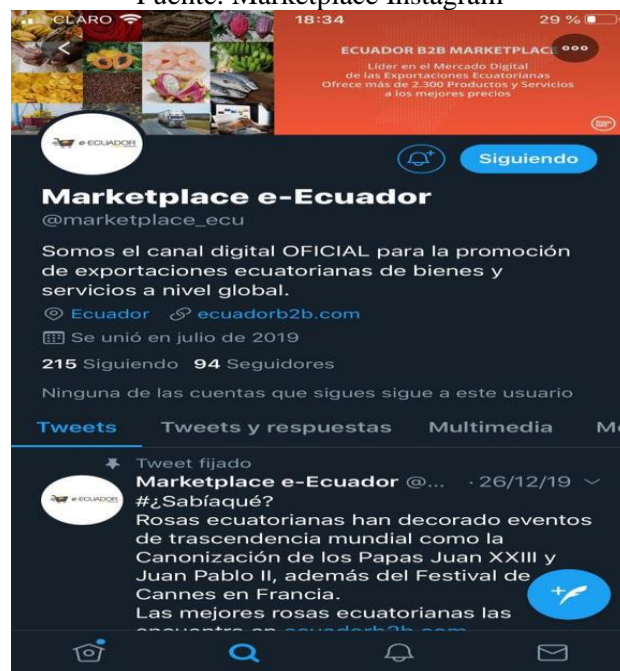 Fuente: Marketplace Instagram
CLARO 18:34 29 %
ECUADOR B2B MARKETPLACE
Líder en el Mercado Digital
de las Exportaciones Ecuatorianas
Ofrece más de 2.300 Productos y Servicios
a los mejores precios
e-ECUADOR
Siguiendo
Marketplace e-Ecuador
@marketplace_ecu
Somos el canal digital OFICIAL para la promoción
de exportaciones ecuatorianas de bienes y
servicios a nivel global.
Ecuador ecuadorb2b.com
Se unió en julio de 2019
215 Siguiendo 94 Seguidores
Ninguna de las cuentas que sigues sigue a este usuario
Tweets Tweets y respuestas Multimedia M
Tweet fijado
Marketplace e-Ecuador @... · 26/12/19
e-ECUADOR
#¿Sabíaqué?
Rosas ecuatorianas han decorado eventos
de trascendencia mundial como la
Canonización de los Papas Juan XXIII y
Juan Pablo II, además del Festival de
Cannes en Francia.
Las mejores rosas ecuatorianas las
encuentra en ecuadorb2b.com